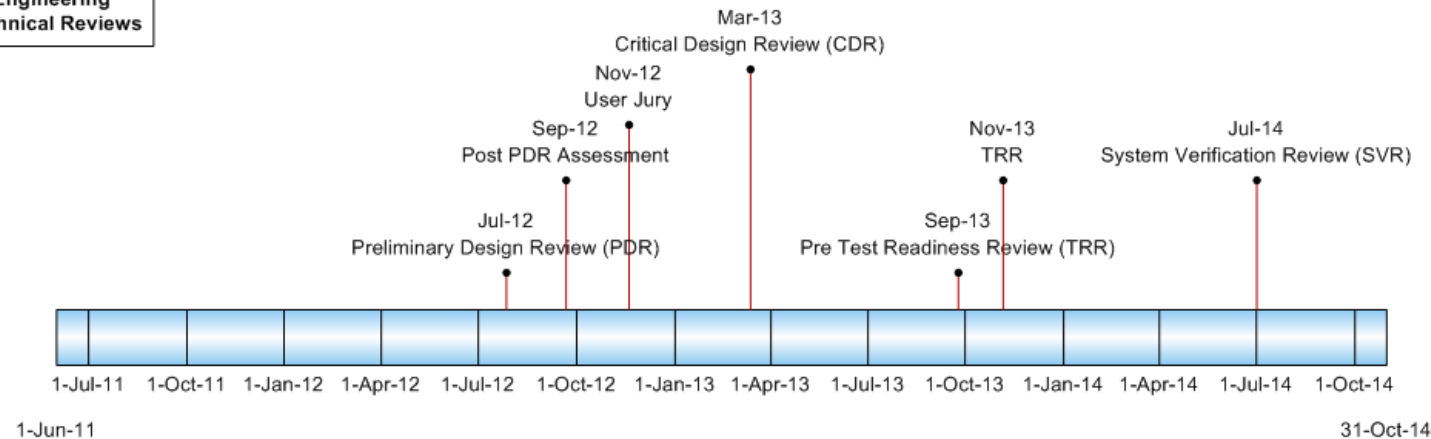 Technical Reviews
Mar-13
Critical Design Review (CDR)
Nov-12
User Jury
Sep-12
Post PDR Assessment
Nov-13
TRR
Jul-14
System Verification Review (SVR)
Jul-12
Preliminary Design Review (PDR)
Sep-13
Pre Test Readiness Review (TRR)
1-Jul-11 1-Oct-11 1-Jan-12 1-Apr-12 1-Jul-12 1-Oct-12 1-Jan-13 1-Apr-13 1-Jul-13 1-Oct-13 1-Jan-14 1-Apr-14 1-Jul-14 1-Oct-14
1-Jun-11 31-Oct-14